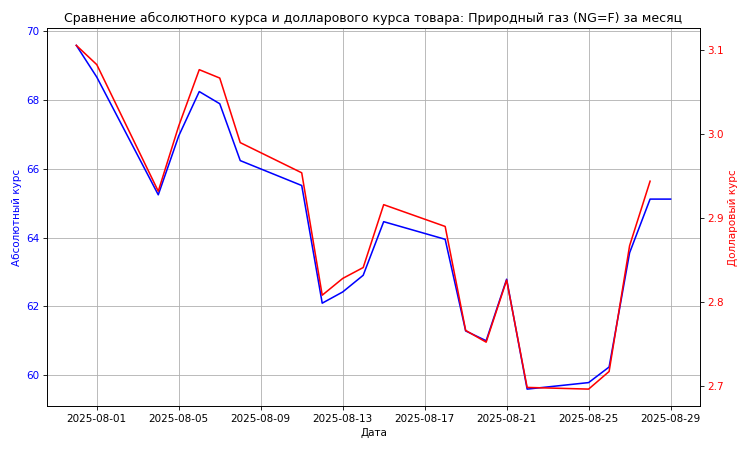 Сравнение абсолютного курса и долларового курса товара: Природный газ (NG=F) за месяц
70
68
66
64
62
60
Абсолютный курс
3.1
3.0
2.9
2.8
2.7
Долларовый курс
2025-08-01 2025-08-05 2025-08-09 2025-08-13 2025-08-17 2025-08-21 2025-08-25 2025-08-29
Дата